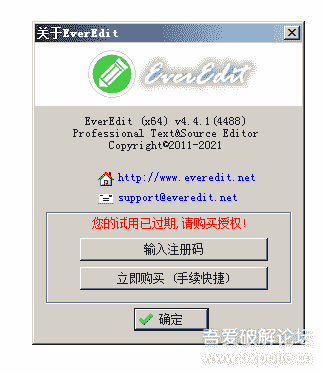 关于EverEdit
EverEdit
EverEdit (x64) v4.4.1(4488)
Professional Text&Source Editor
Copyright©2011-2021
http://www.everedit.net
support@everedit.net
您的试用已过期,请购买授权!
输入注册码
立即购买 (手续快捷)
确定
吾爱破解论坛
www.52pojie.cn